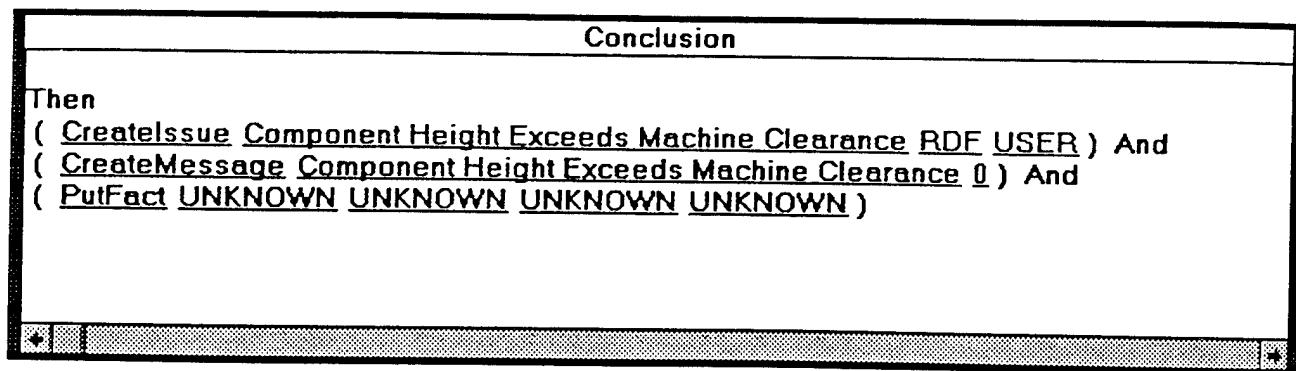 Conclusion
Then
( CreateIssue Component Height Exceeds Machine Clearance RDF USER ) And
( CreateMessage Component Height Exceeds Machine Clearance 0 ) And
( PutFact UNKNOWN UNKNOWN UNKNOWN UNKNOWN )